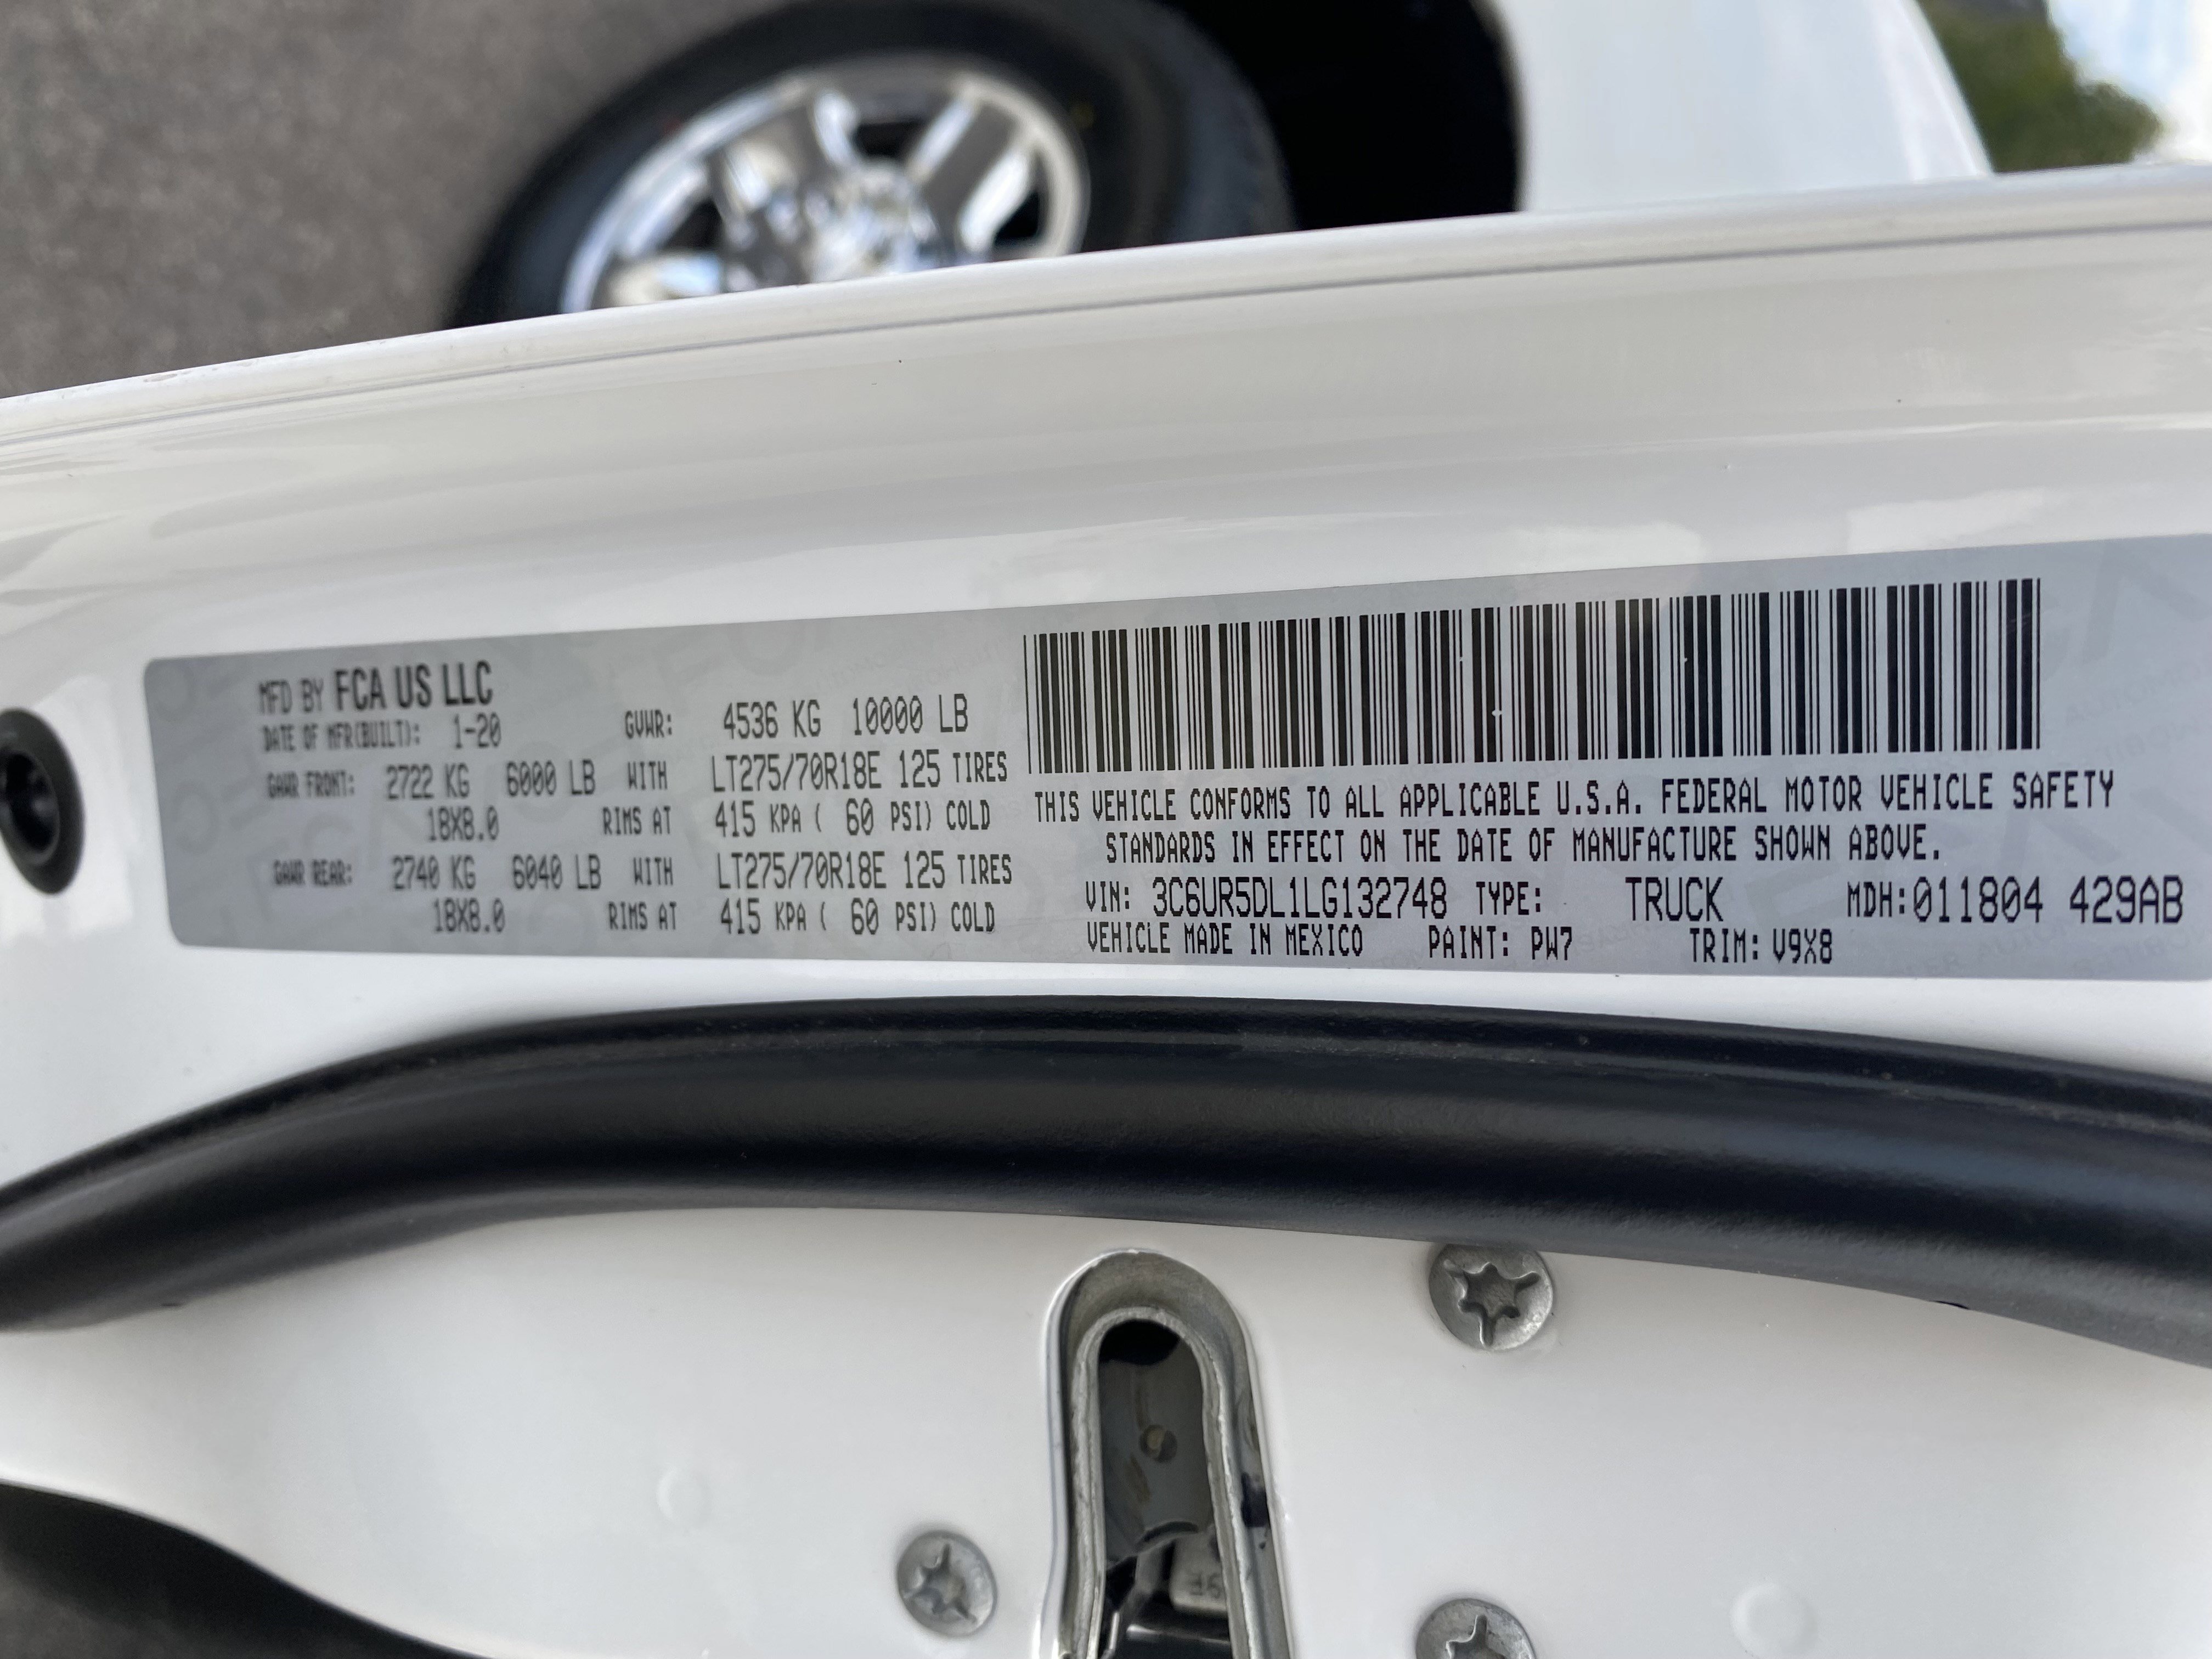 MFD BY FCA US LLC
DATE OF MFR(BUILT): 1-20 GVWR: 4536 KG 10000 LB
GAWR FRONT: 2722 KG 6000 LB WITH LT275/70R18E 125 TIRES
18X8.0 RIMS AT 415 KPA ( 60 PSI) COLD
GAWR REAR: 2740 KG 6040 LB WITH LT275/70R18E 125 TIRES
18X8.0 RIMS AT 415 KPA ( 60 PSI) COLD
THIS VEHICLE CONFORMS TO ALL APPLICABLE U.S.A. FEDERAL MOTOR VEHICLE SAFETY
STANDARDS IN EFFECT ON THE DATE OF MANUFACTURE SHOWN ABOVE.
VIN: 3C6UR5DL1LG132748 TYPE: TRUCK MDH:011804 429AB
VEHICLE MADE IN MEXICO PAINT: PW7 TRIM: V9X8